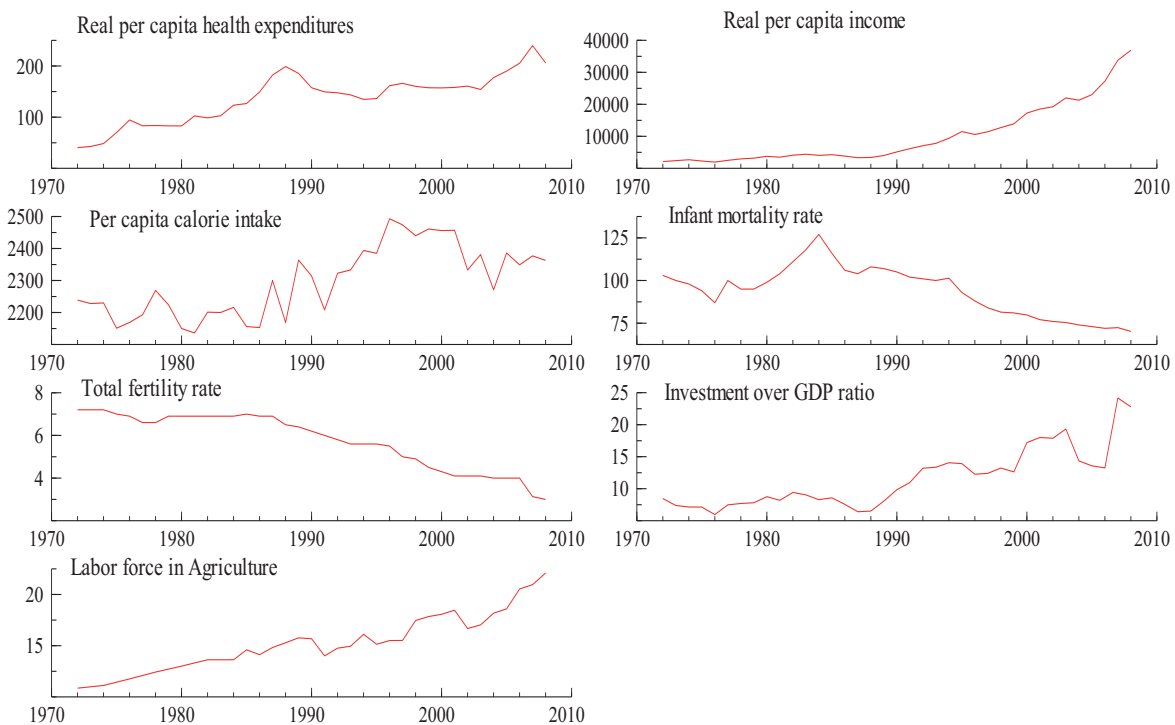 Real per capita health expenditures
200
100
1970 1980 1990 2000 2010
Real per capita income
40000
30000
20000
10000
1970 1980 1990 2000 2010
Per capita calorie intake
2500
2400
2300
2200
1970 1980 1990 2000 2010
Infant mortality rate
125
100
75
1970 1980 1990 2000 2010
Total fertility rate
8
6
4
1970 1980 1990 2000 2010
Investment over GDP ratio
25
20
15
10
1970 1980 1990 2000 2010
Labor force in Agriculture
20
15
1970 1980 1990 2000 2010